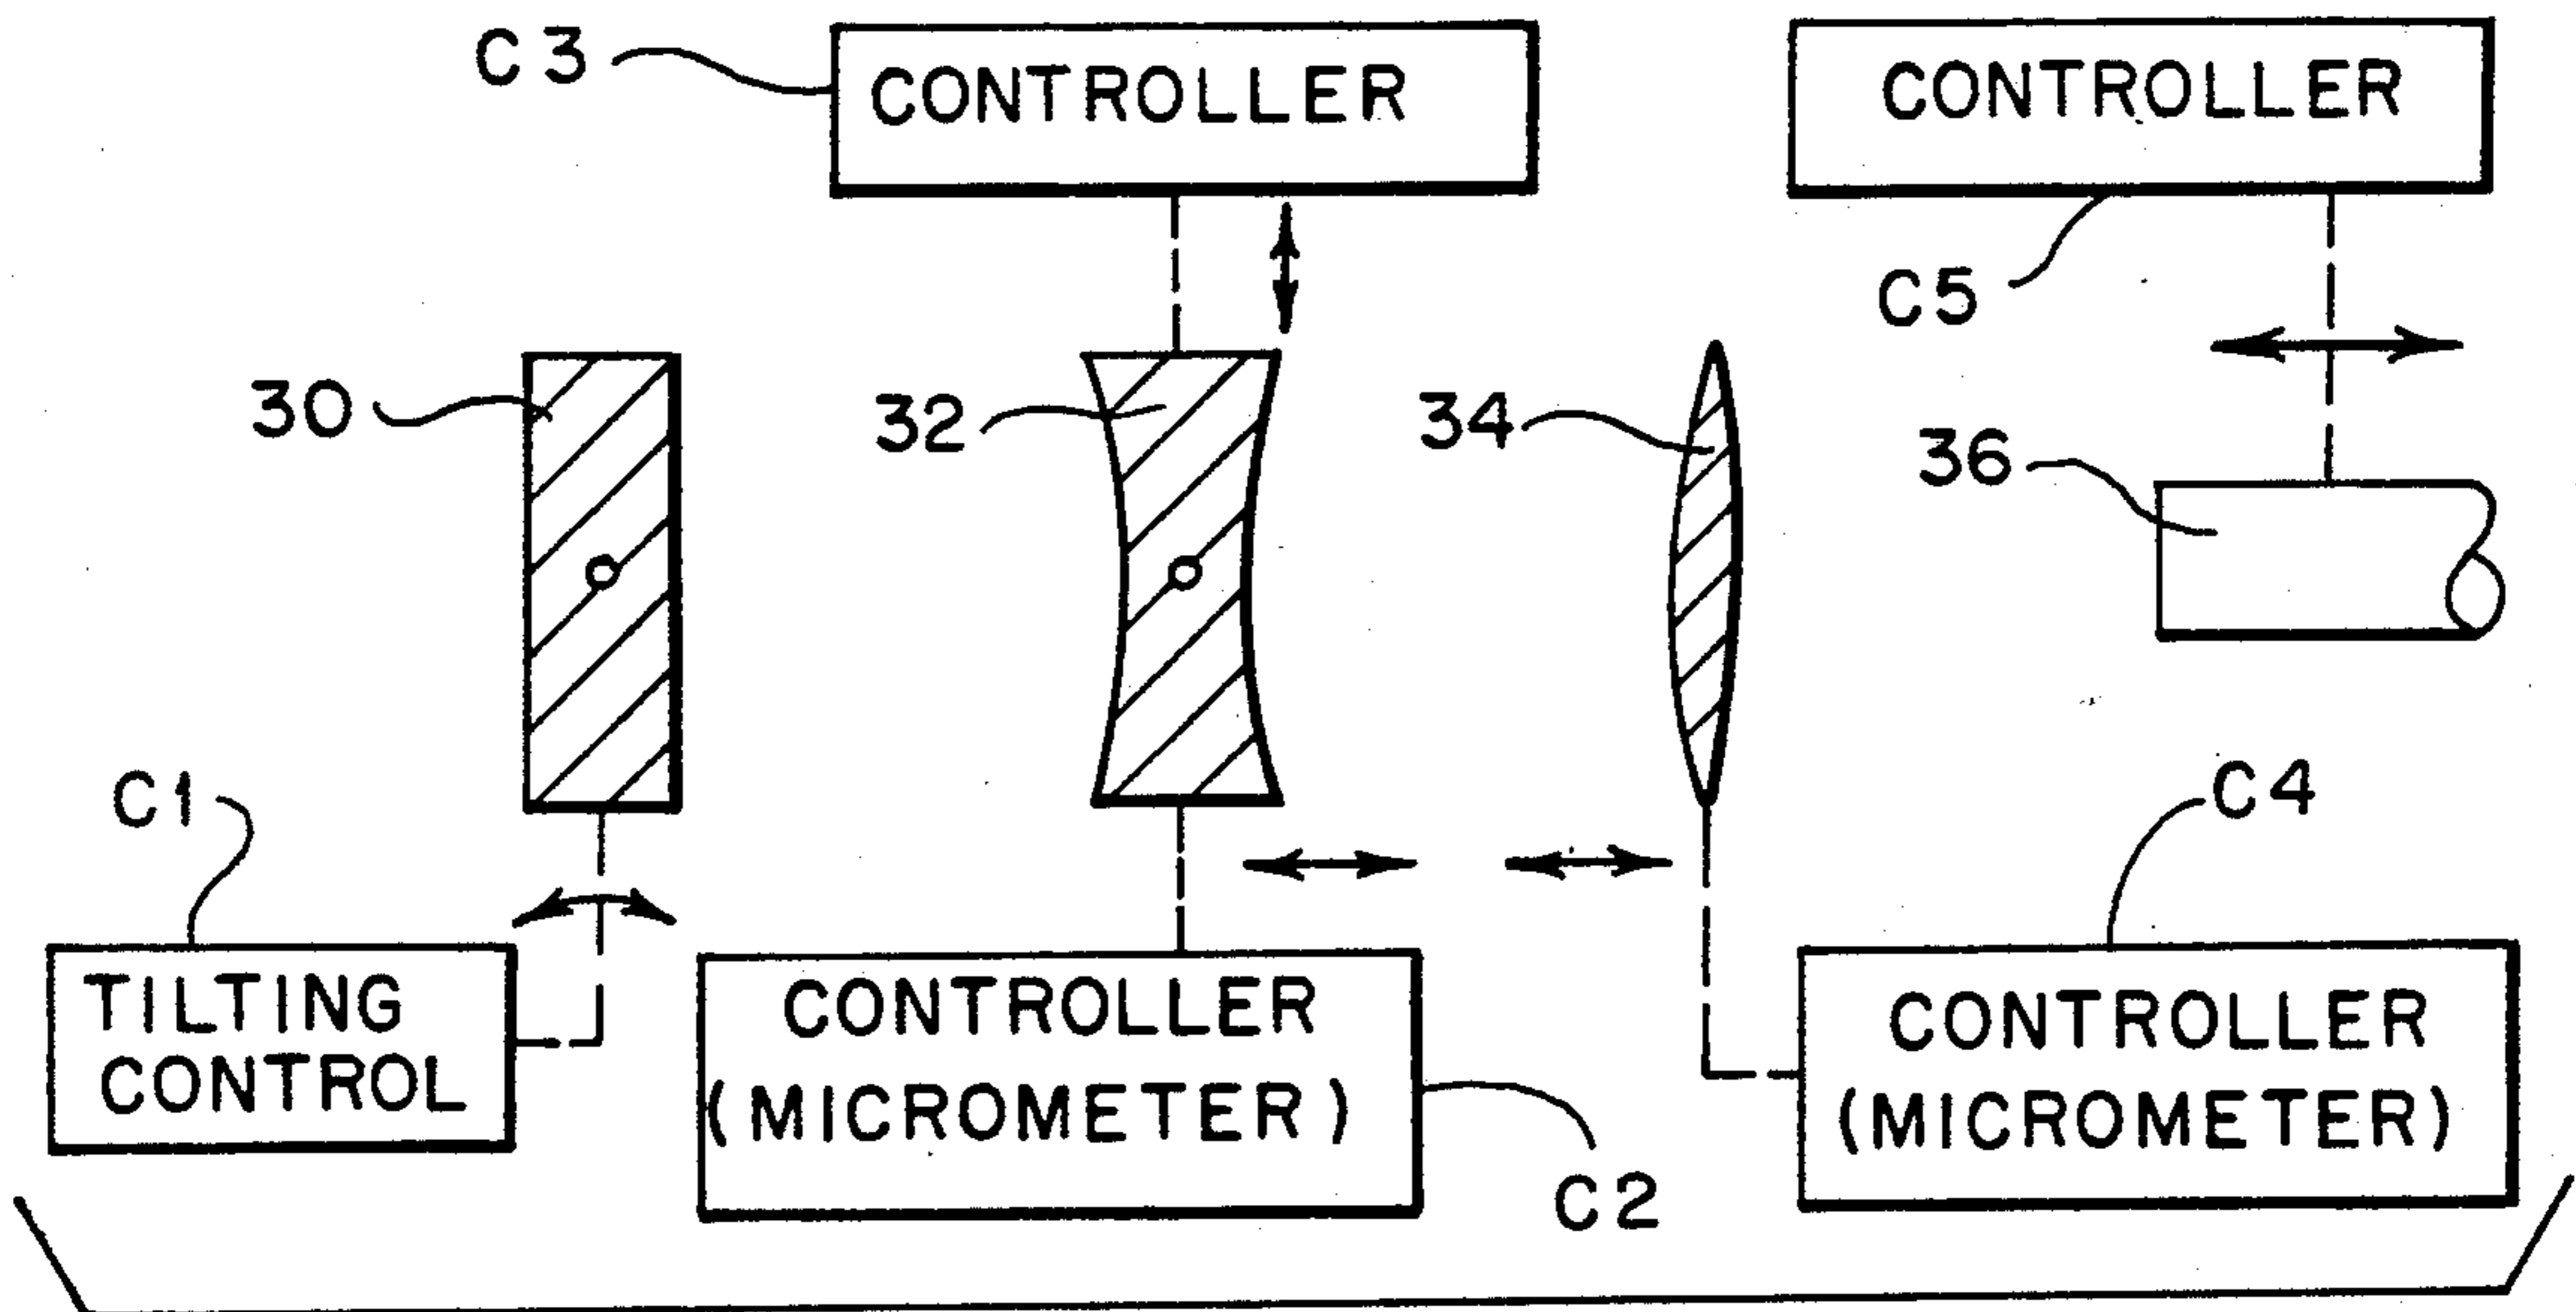 C3
CONTROLLER
CONTROLLER
C5
30
32
34
36
C1
C4
TILTING
CONTROL
CONTROLLER
(MICROMETER)
CONTROLLER
(MICROMETER)
C2